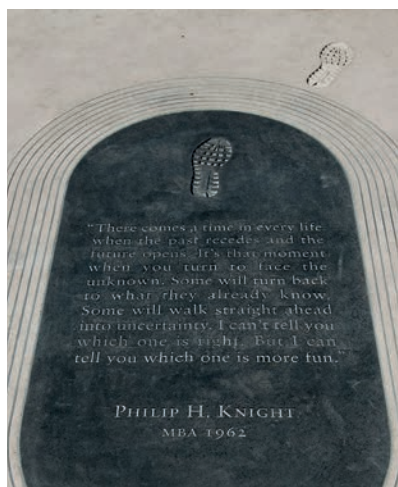 "There comes a time in every life
when the past recedes and the
future opens. It's that moment
when you turn to face the
unknown. Some will turn back
to what they already know.
Some will walk straight ahead
into uncertainty. I can't tell you
which one is right. But I can
tell you which one is more fun."
PHILIP H. KNIGHT
MBA 1962